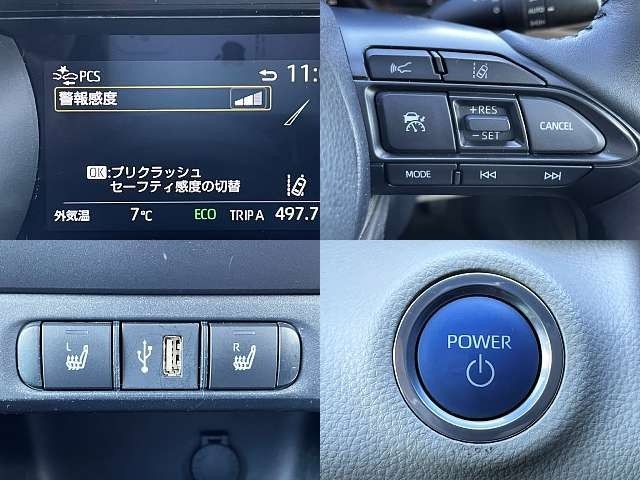 PCS
11:
警報感度
OK:プリクラッシュ
セーフティ感度の切替
外気温 7℃ ECO TRIP A 497.7
AUTO
+RES
-SET
CANCEL
MODE
L
R
POWER